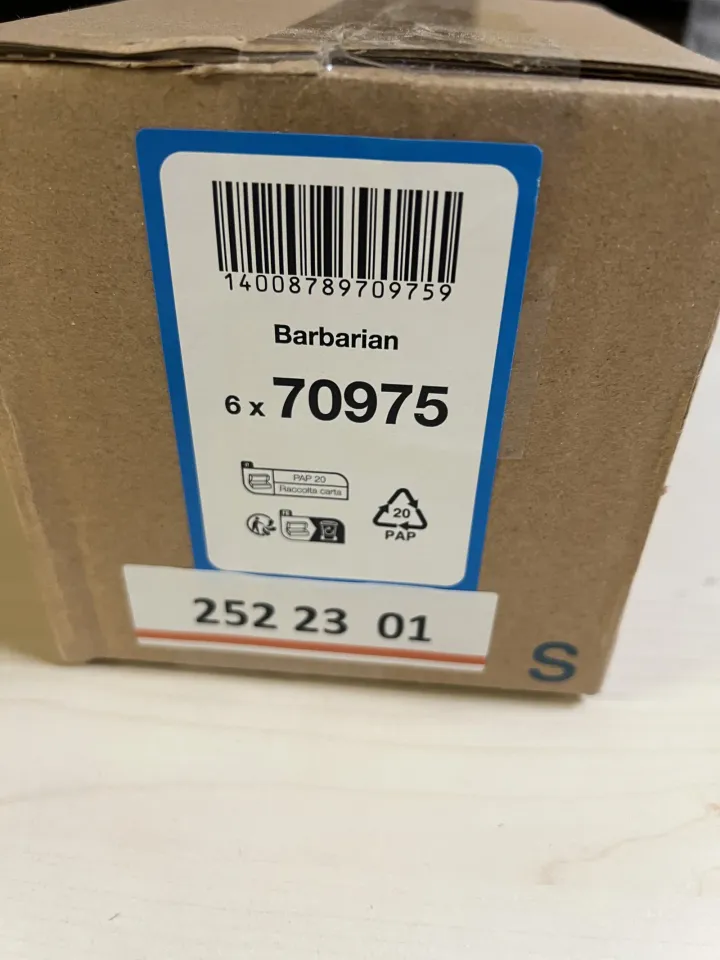 14008789709759
Barbarian
6 x 70975
PAP 20
Raccolta carta
20
PAP
252 23 01
S